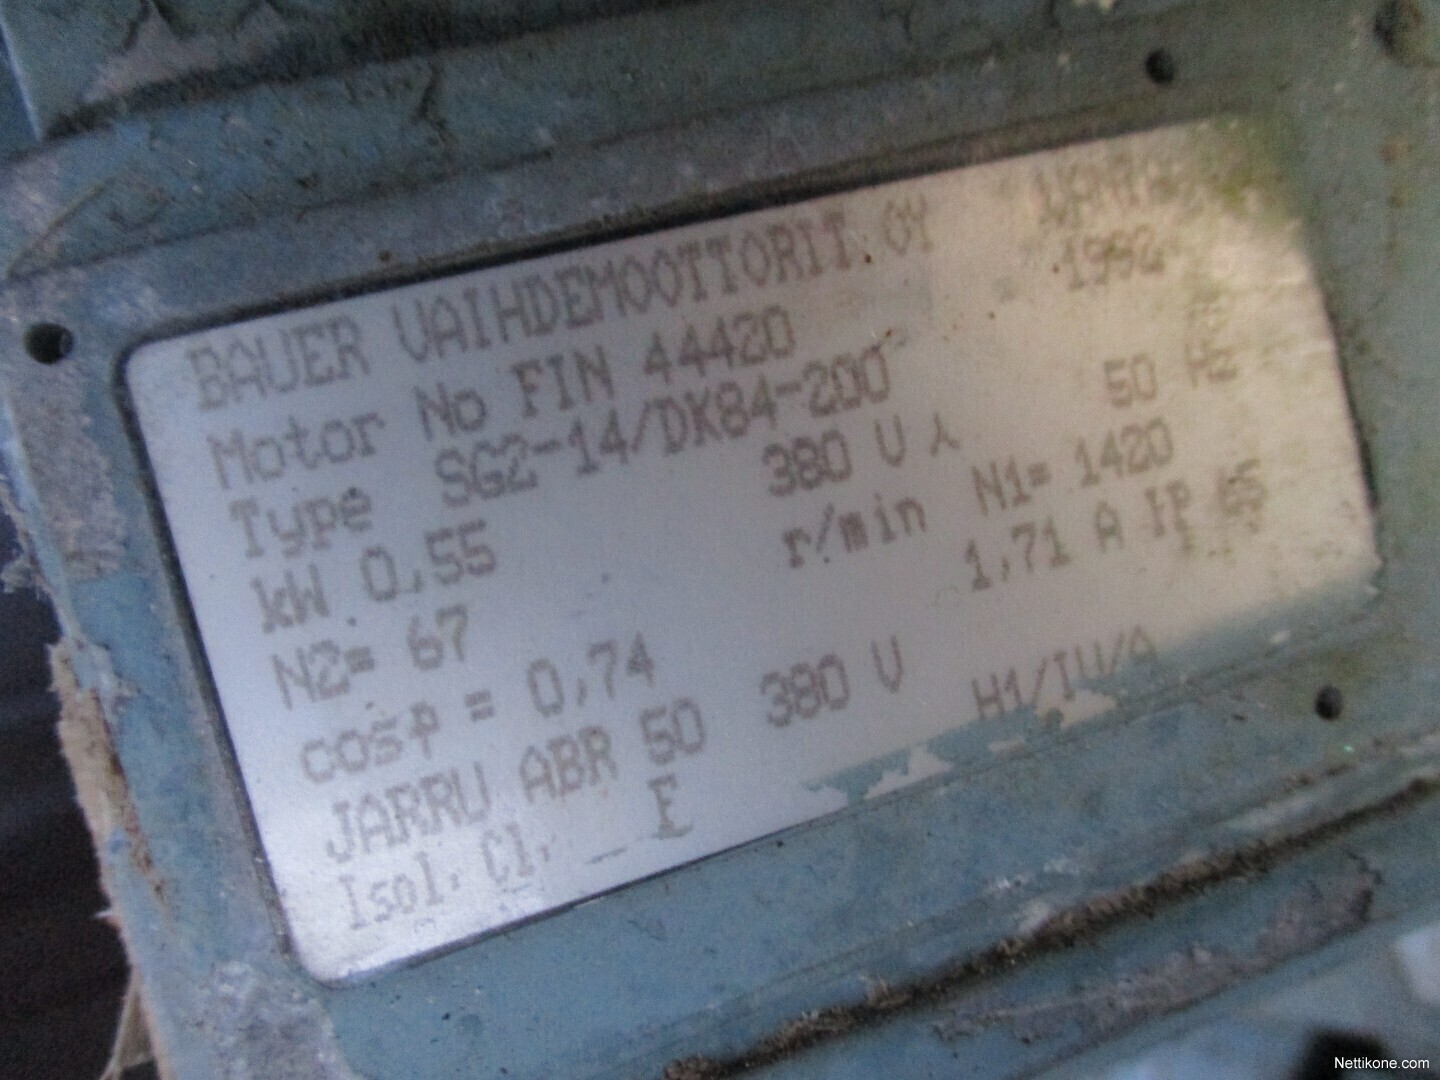 BAUER VAIHDEMOOTTORIT OY
Motor No FIN 44420 1992
Type SG2-14/DK84-200
kW 0,55 380 V ⅄ 50 Hz
N2= 67 r/min N1= 1420
cosφ = 0,74 1,71 A IP 65
JARRU ABR 50 380 V
Isol. Cl. E
Nettikone.com